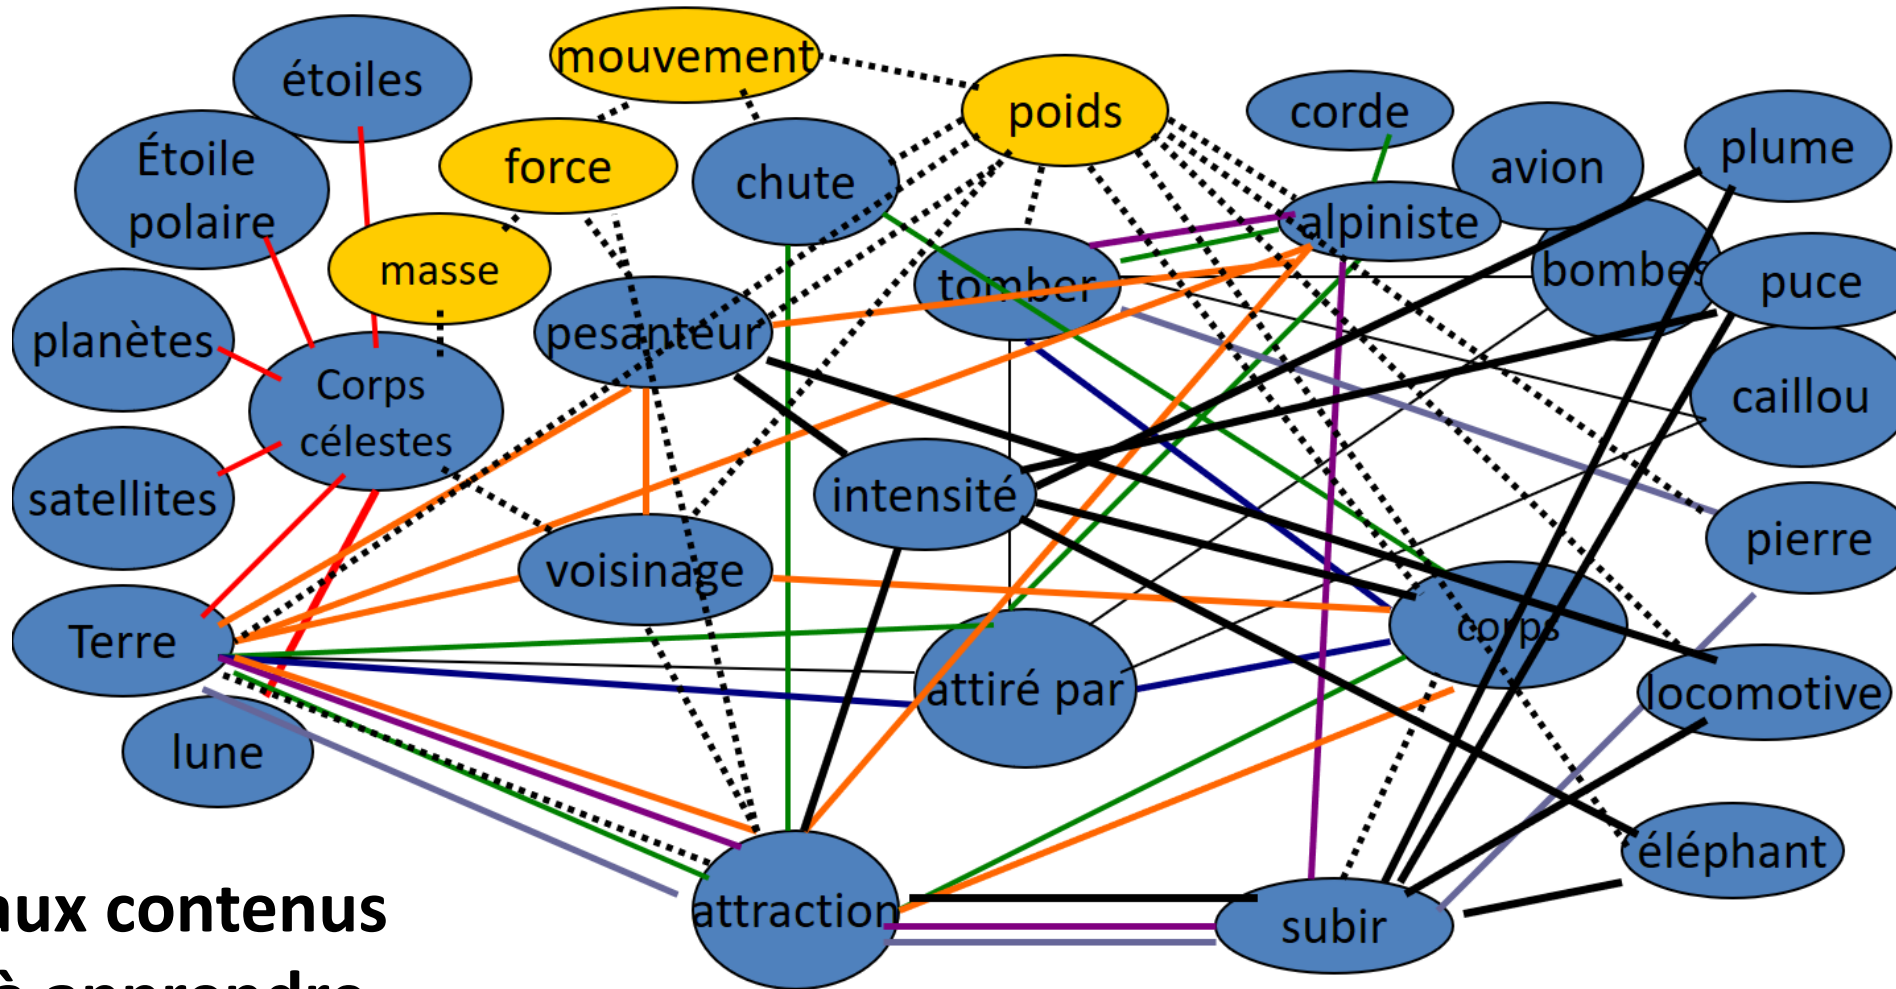 mouvement
étoiles
poids
corde
plume
Étoile
polaire
force
chute
avion
alpiniste
masse
tomber
bombes
puce
planètes
pesanteur
Corps
célestes
caillou
satellites
intensité
voisinage
pierre
Terre
corps
attiré par
locomotive
lune
éléphant
attraction
subir
aux contenus
à apprendre